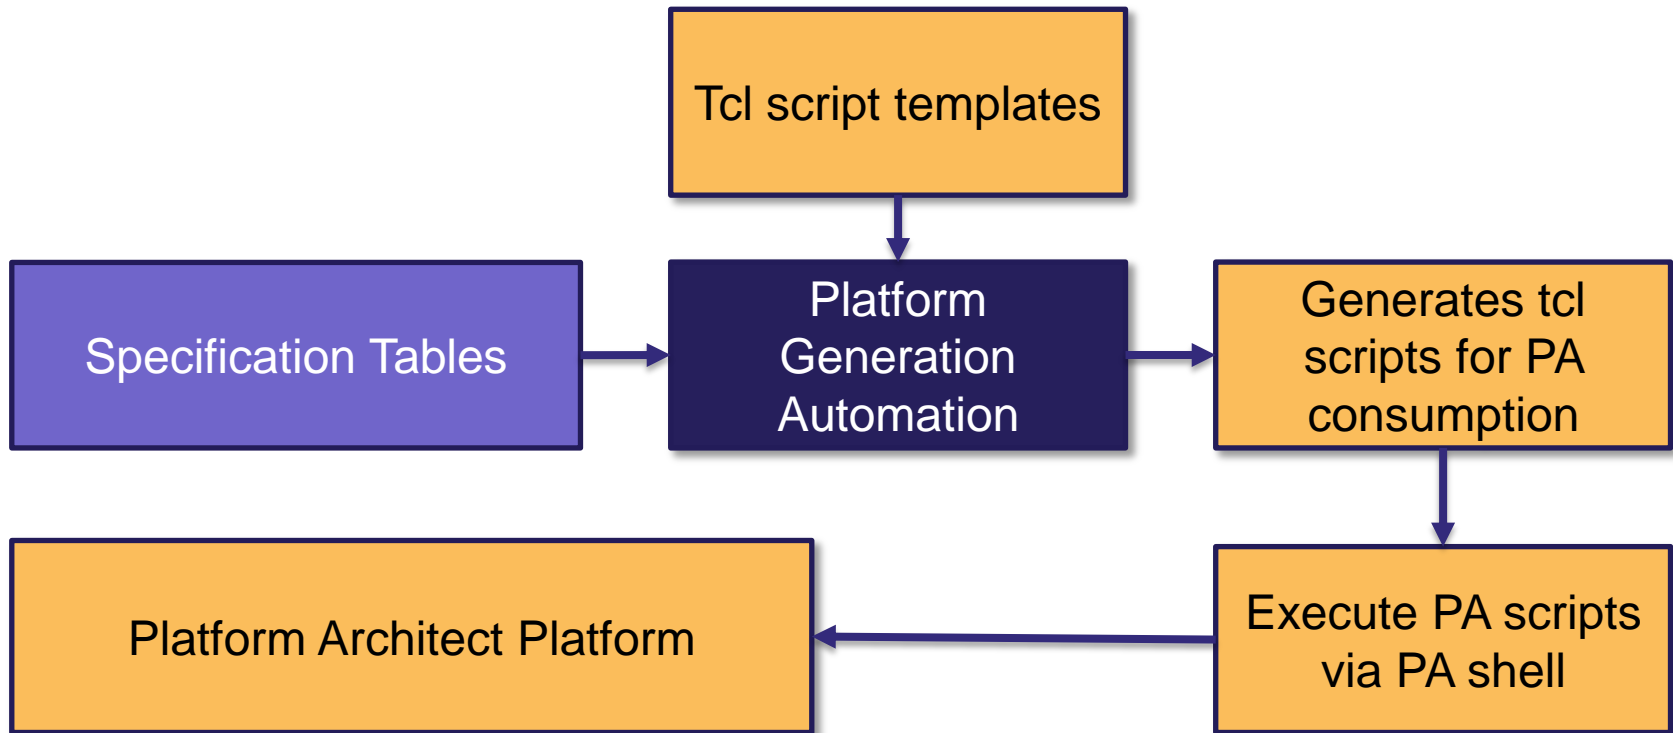 Tcl script templates
Specification Tables
Platform
Generation
Automation
Generates tcl
scripts for PA
consumption
Platform Architect Platform
Execute PA scripts
via PA shell